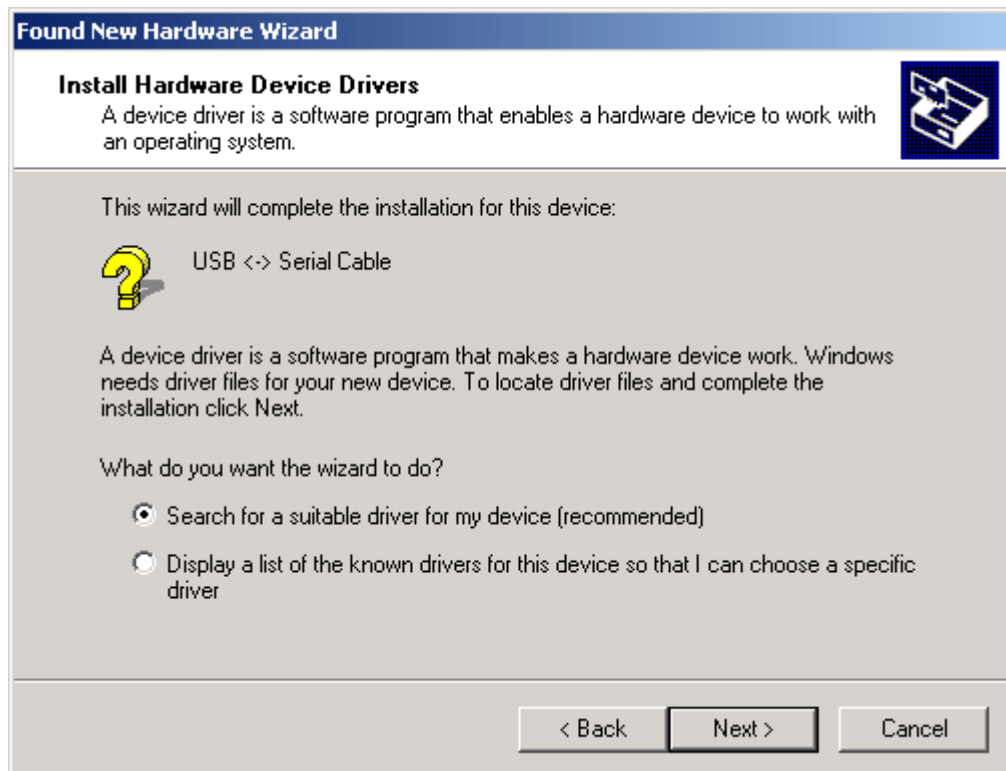 Found New Hardware Wizard
Install Hardware Device Drivers
A device driver is a software program that enables a hardware device to work with
an operating system.
This wizard will complete the installation for this device:
USB <-> Serial Cable
A device driver is a software program that makes a hardware device work. Windows
needs driver files for your new device. To locate driver files and complete the
installation click Next.
What do you want the wizard to do?
Search for a suitable driver for my device (recommended)
Display a list of the known drivers for this device so that I can choose a specific
driver
< Back Next > Cancel